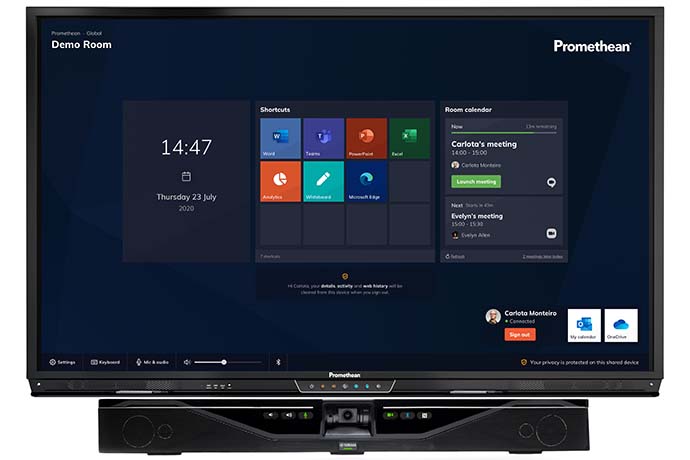 Promethean · Global
Demo Room
Promethean
14:47
Thursday 23 July
2020
Shortcuts
Word
Teams
PowerPoint
Excel
Analytics
Whiteboard
Microsoft Edge
7 shortcuts
Room calendar
Now
13m remaining
Carlota's meeting
14:00 - 15:00
Carlota Monteiro
Launch meeting
Next Starts in 43m
Evelyn's meeting
15:00 - 15:30
Evelyn Allen
Refresh
2 meetings later today
Hi Carlota, your details, activity and web history will be
cleared from this device when you sign out.
Carlota Monteiro
Connected
Sign out
My calendar
OneDrive
Settings
Keyboard
Mic & audio
Your privacy is protected on this shared device
Promethean
YAMAHA